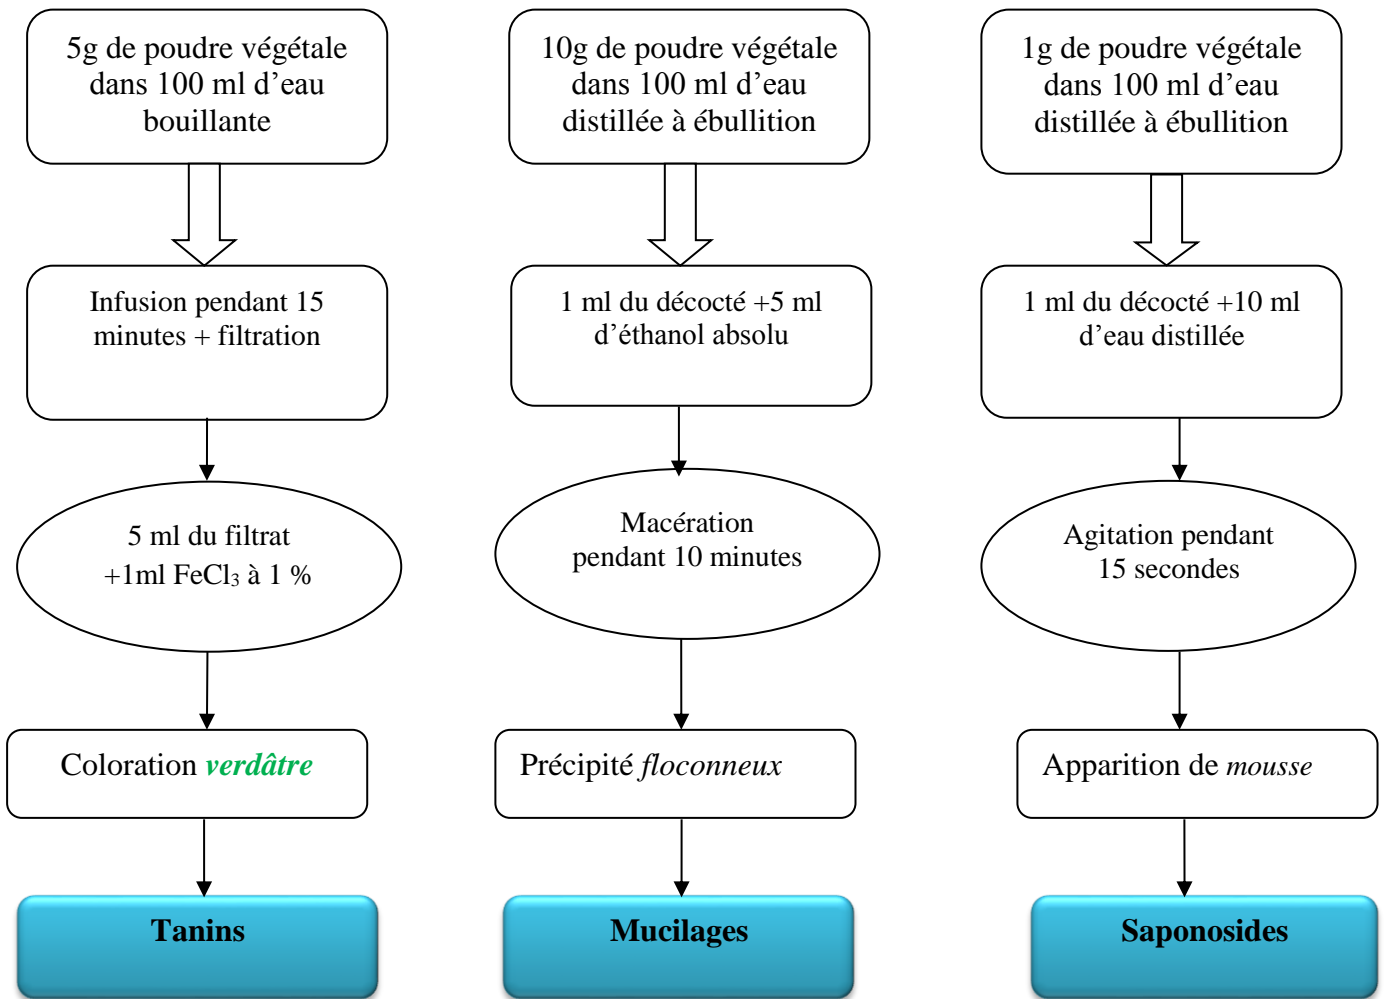 5g de poudre végétale
dans 100 ml d’eau
bouillante
Infusion pendant 15
minutes + filtration
5 ml du filtrat
+1ml FeCl₃ à 1 %
Coloration verdâtre
Tanins
10g de poudre végétale
dans 100 ml d’eau
distillée à ébullition
1 ml du décocté +5 ml
d’éthanol absolu
Macération
pendant 10 minutes
Précipité floconneux
Mucilages
1g de poudre végétale
dans 100 ml d’eau
distillée à ébullition
1 ml du décocté +10 ml
d’eau distillée
Agitation pendant
15 secondes
Apparition de mousse
Saponosides